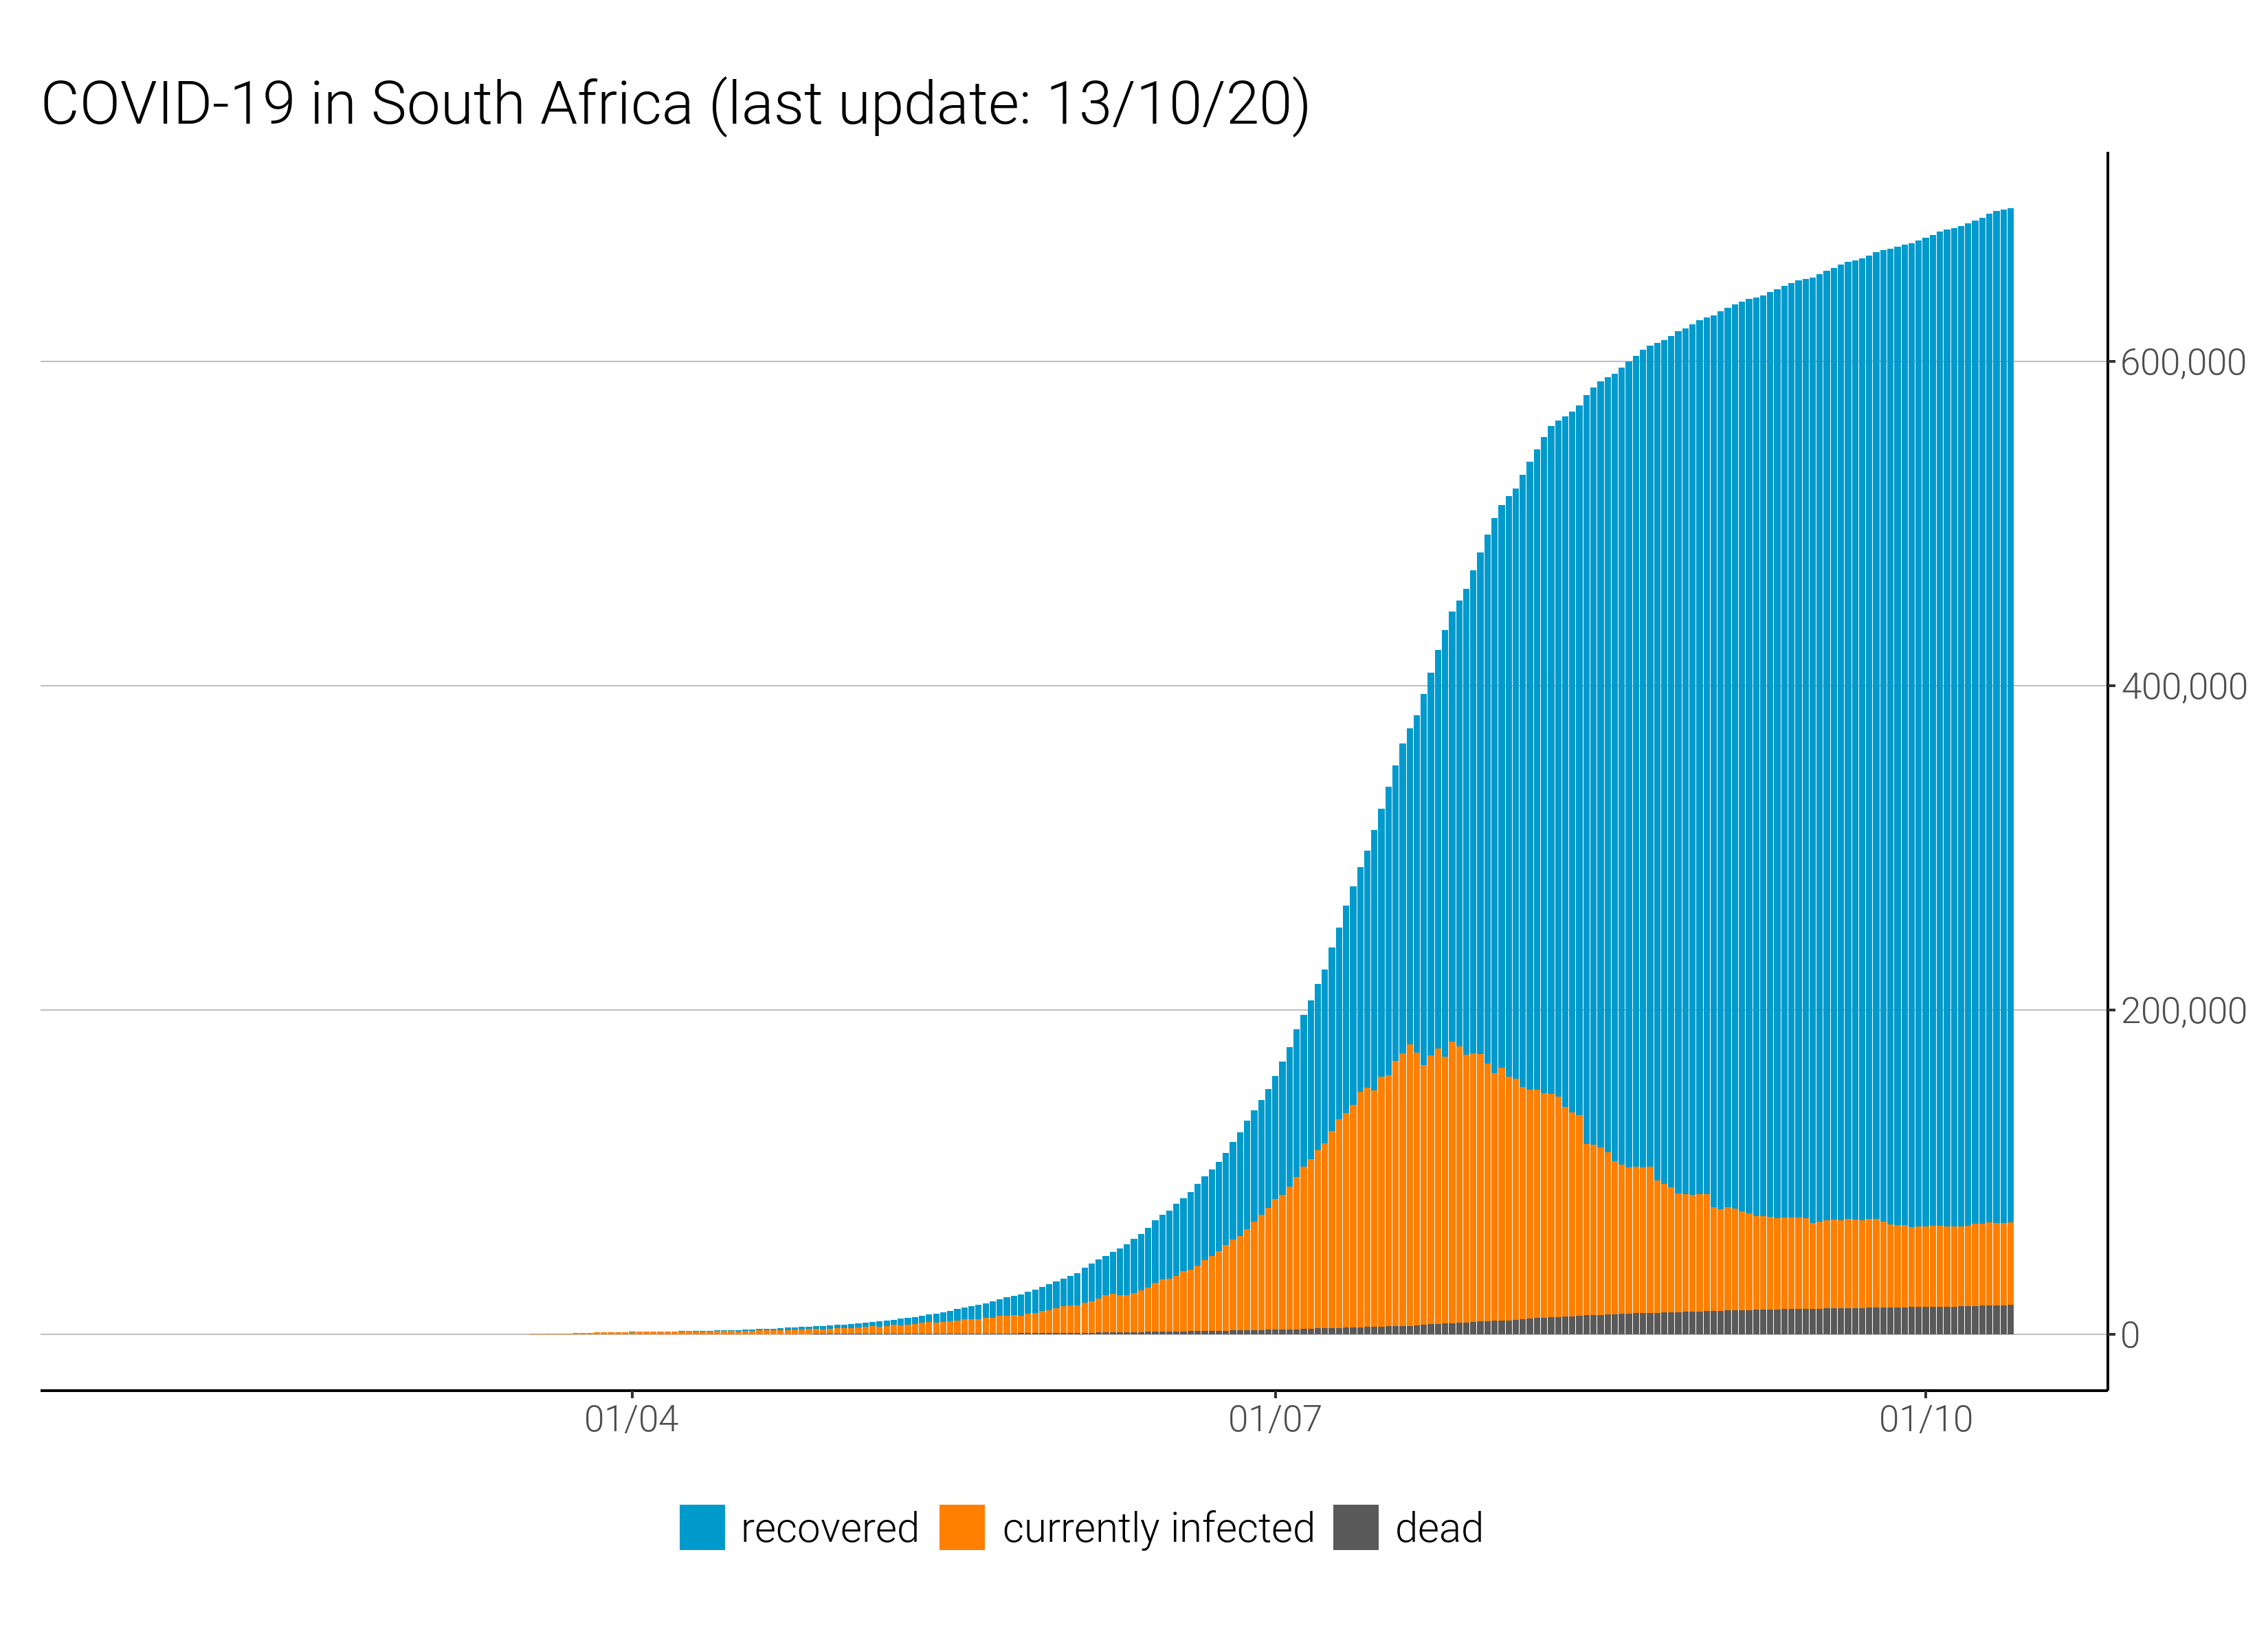 COVID-19 in South Africa (last update: 13/10/20)
600,000
400,000
200,000
0
01/04 01/07 01/10
recovered currently infected dead